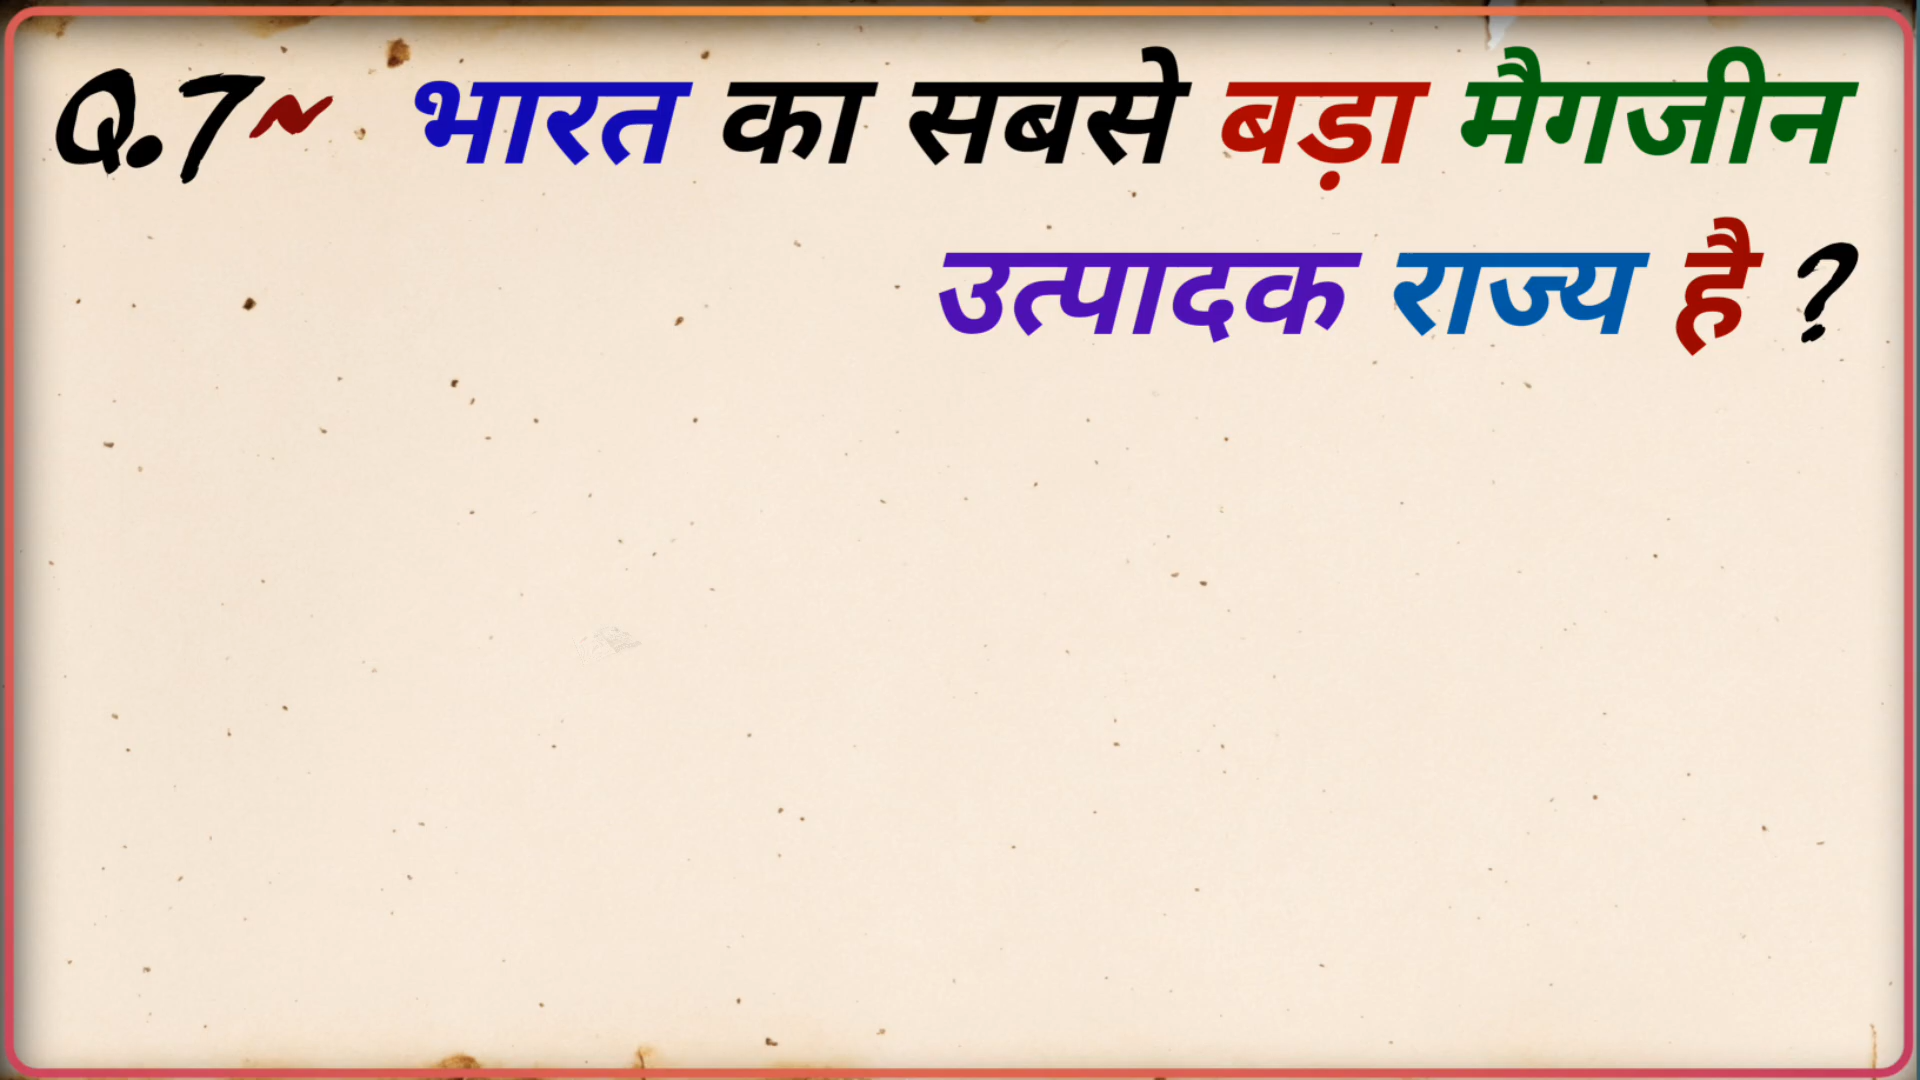 Q.7~ भारत का सबसे बड़ा मैगजीन
उत्पादक राज्य है ?